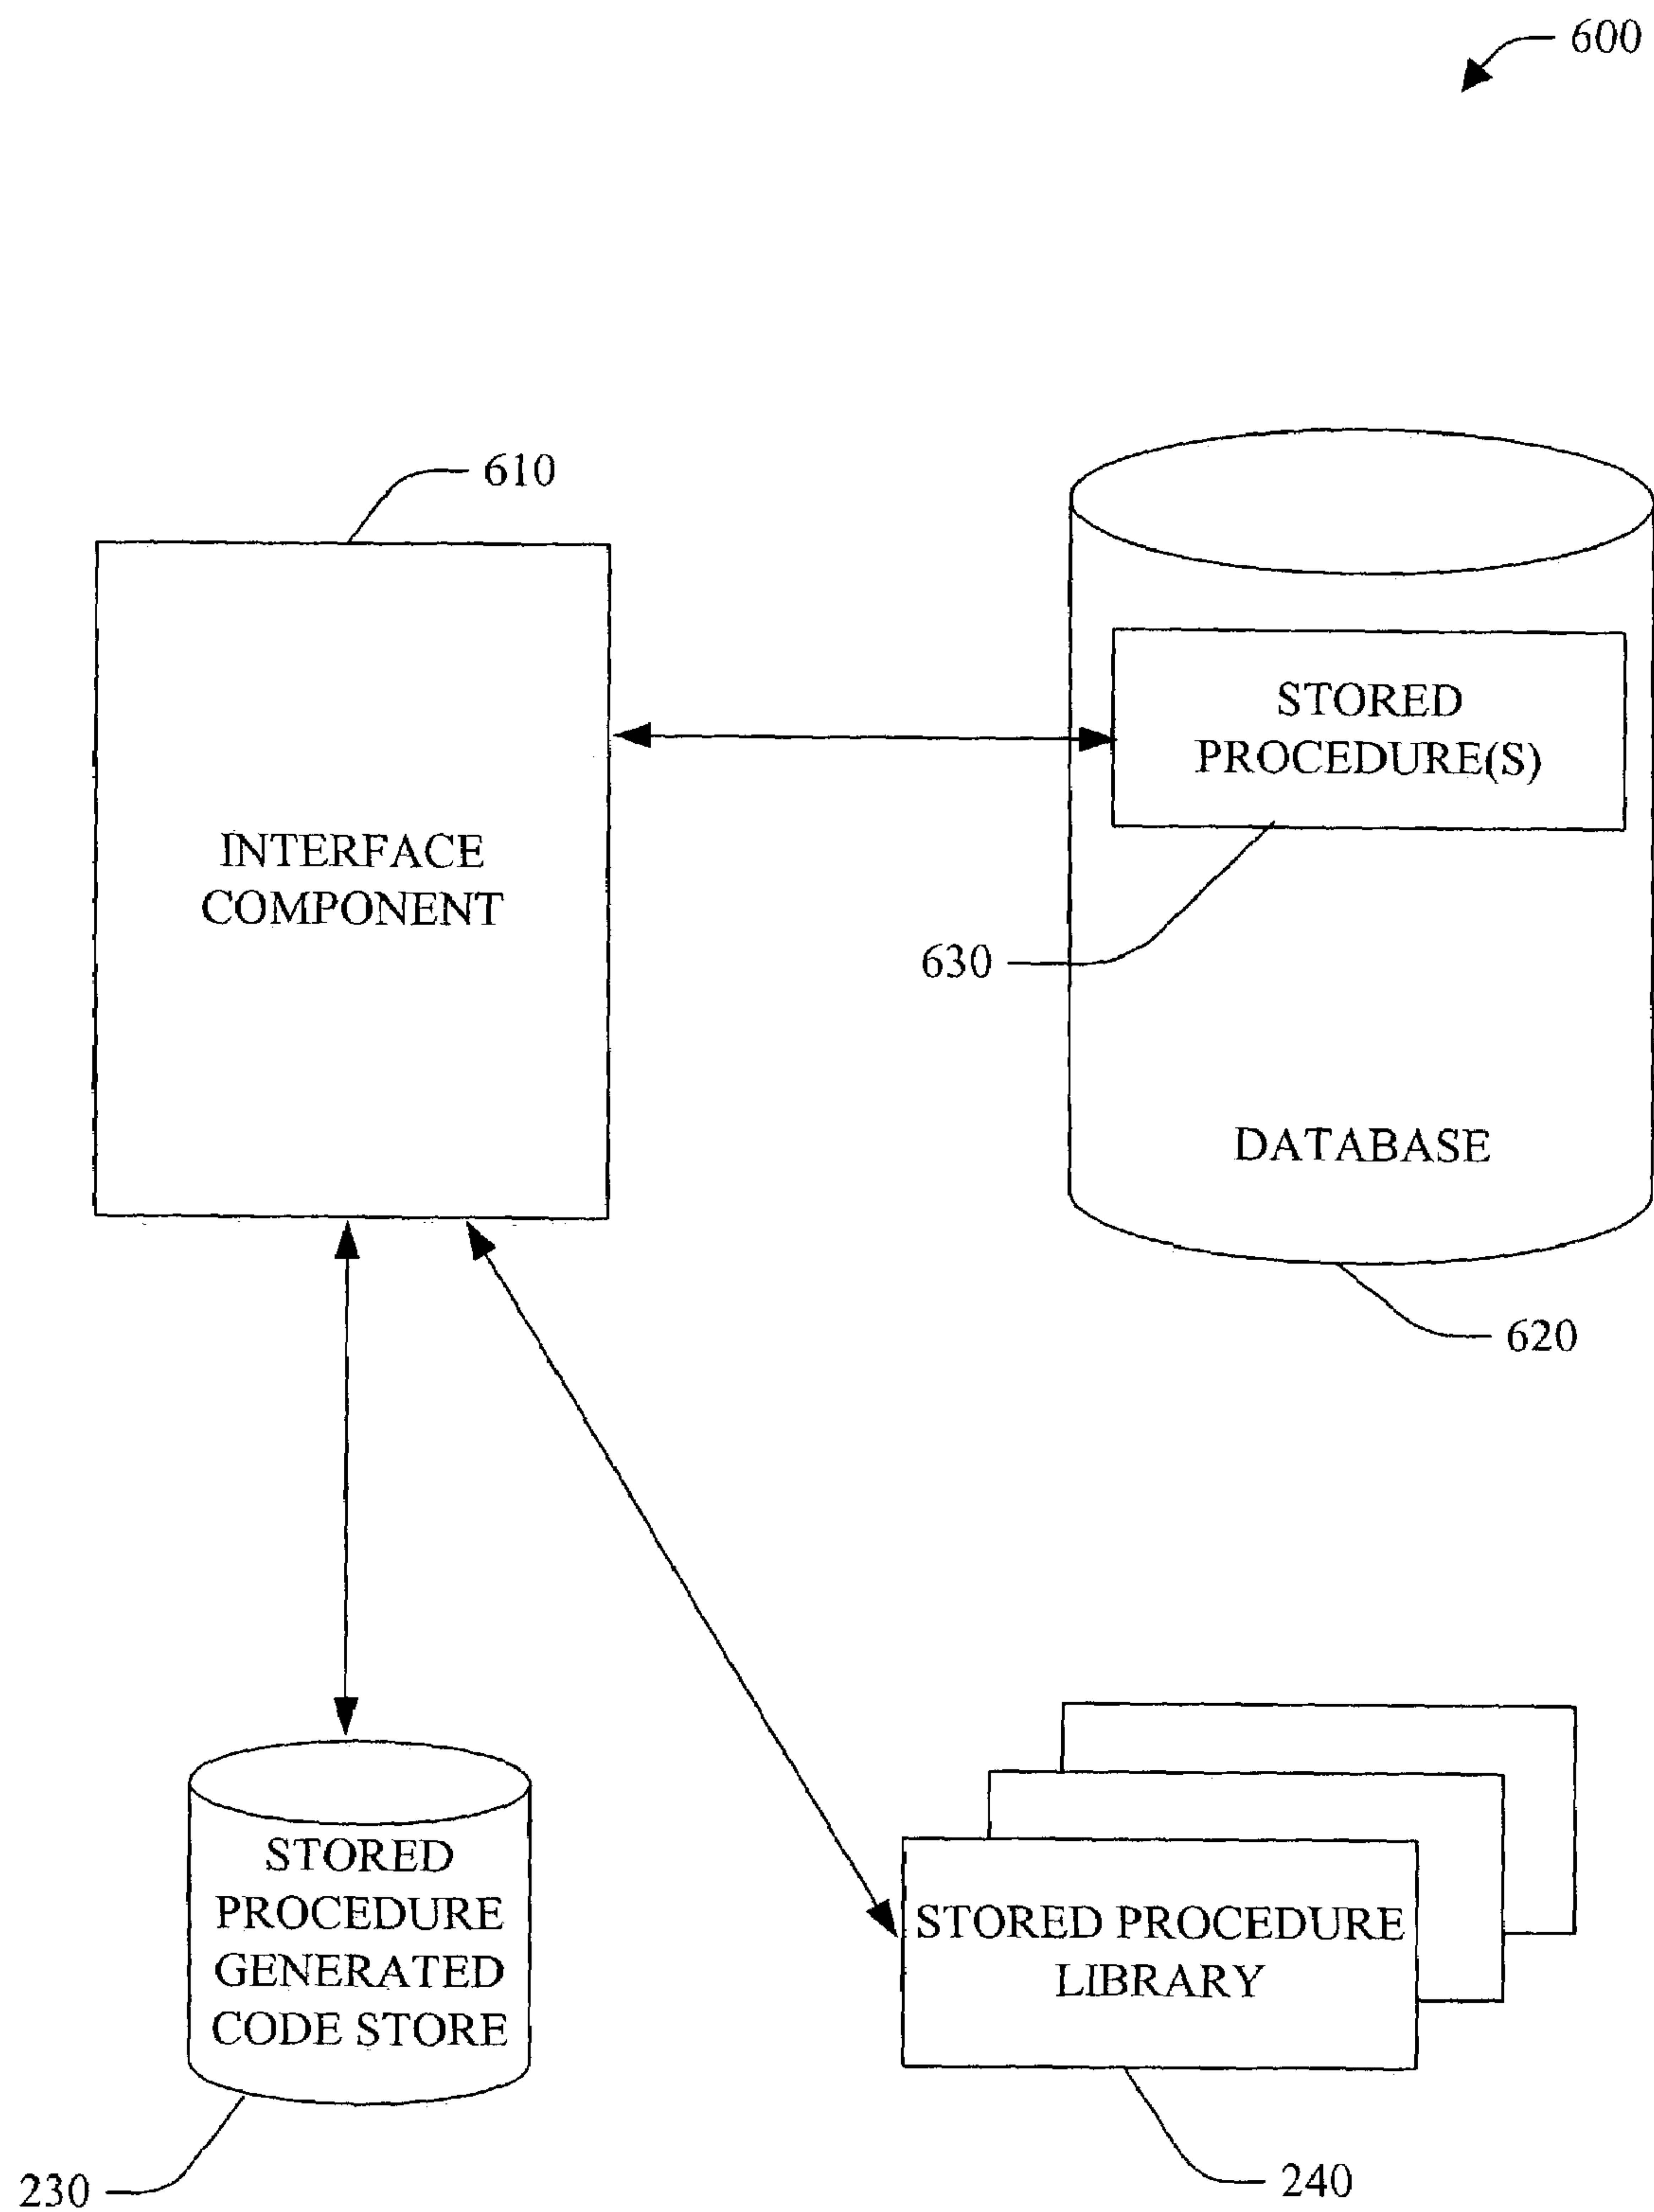 600
610
STORED
PROCEDURE(S)
INTERFACE
COMPONENT
630
DATABASE
620
STORED
PROCEDURE
GENERATED
CODE STORE
STORED PROCEDURE
LIBRARY
230
240